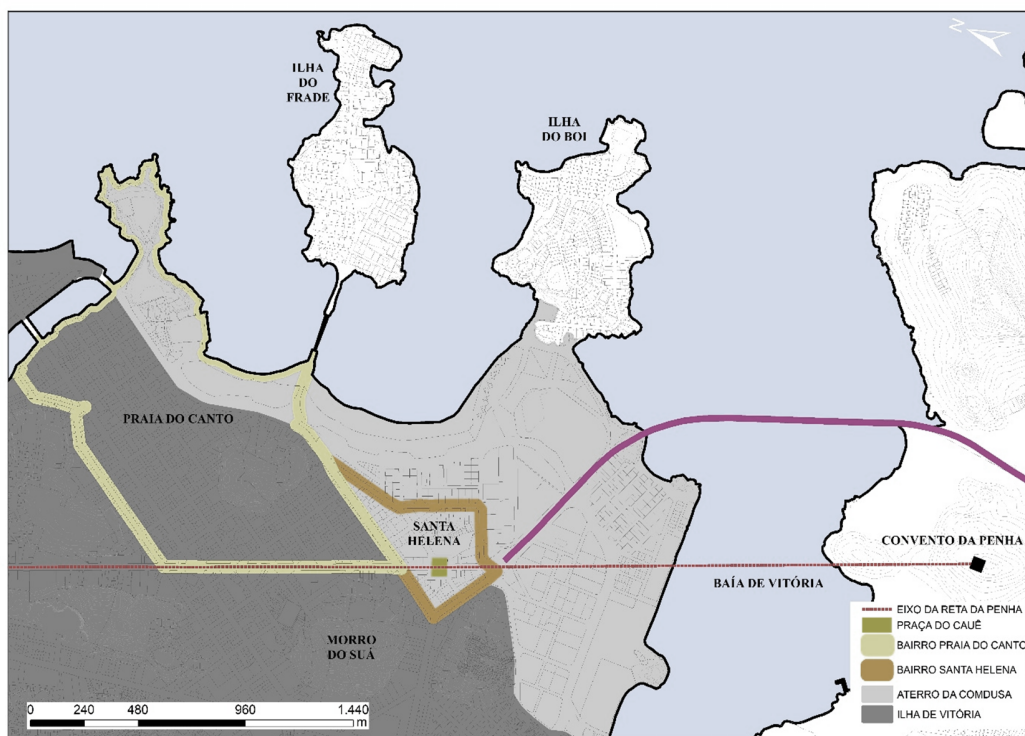 N
ILHA
DO
FRADE
ILHA
DO BOI
PRAIA DO CANTO
SANTA
HELENA
CONVENTO DA PENHA
BAÍA DE VITÓRIA
MORRO
DO SUÁ
EIXO DA RETA DA PENHA
PRAÇA DO CAUÊ
BAIRRO PRAIA DO CANTO
BAIRRO SANTA HELENA
ATERRO DA COMDUSA
ILHA DE VITÓRIA
0 240 480 960 1.440
m